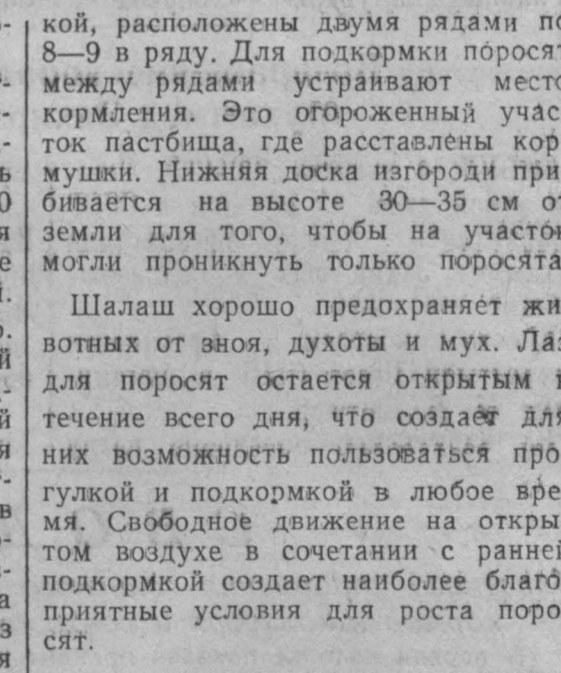 кой, расположены двумя рядами по
8—9 в ряду. Для подкормки поросят
между рядами устраивают место
кормления. Это огороженный учас-
ток пастбища, где расставлены кор-
мушки. Нижняя доска изгороди при-
бивается на высоте 30—35 см от
земли для того, чтобы на участок
могли проникнуть только поросята.
Шалаш хорошо предохраняет жи-
вотных от зноя, духоты и мух. Лаз
для поросят остается открытым в
течение всего дня, что создает для
них возможность пользоваться про-
гулкой и подкормкой в любое вре-
мя. Свободное движение на откры-
том воздухе в сочетании с ранней
подкормкой создает наиболее благо-
приятные условия для роста поро-
сят.